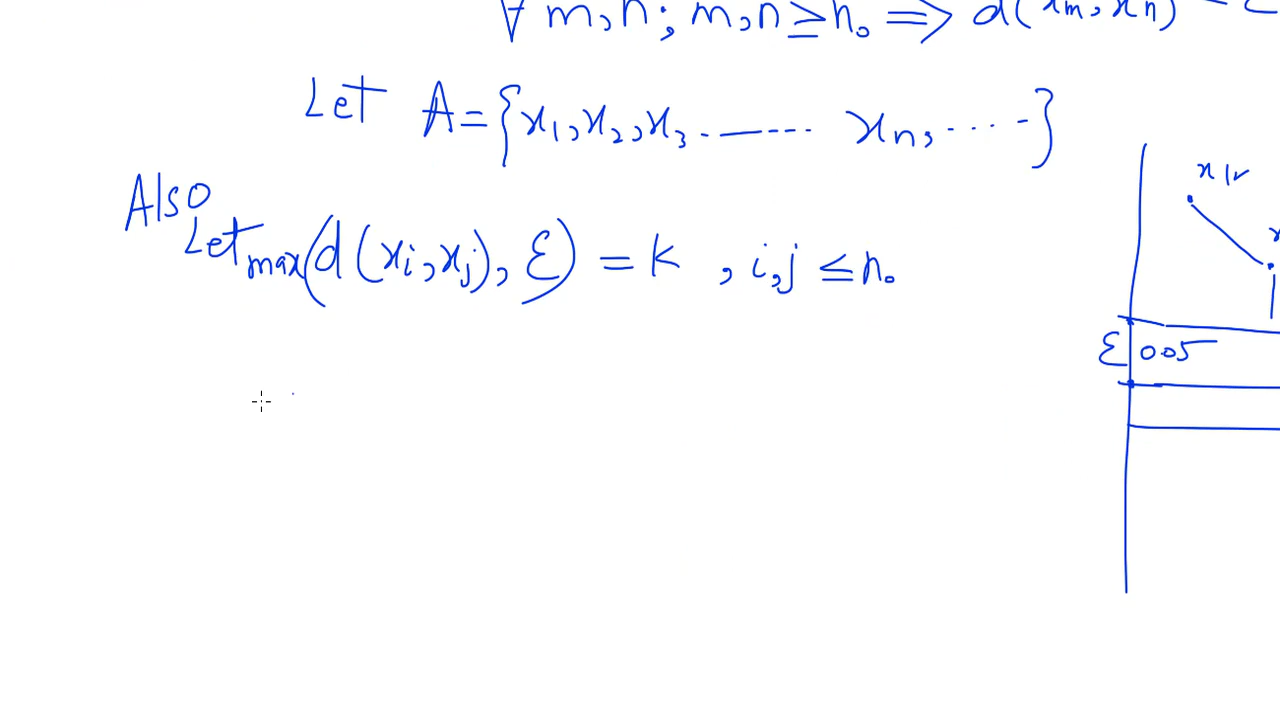 ∀ m,n ; m,n ≥ n₀ ⟹ d(xm, xn)
Let A = {x₁, x₂, x₃ . —---- xn, ····-}
Also
Let max(d(xi, xj), ℰ) = k , i,j ≤ n₀
ℰ 0.05